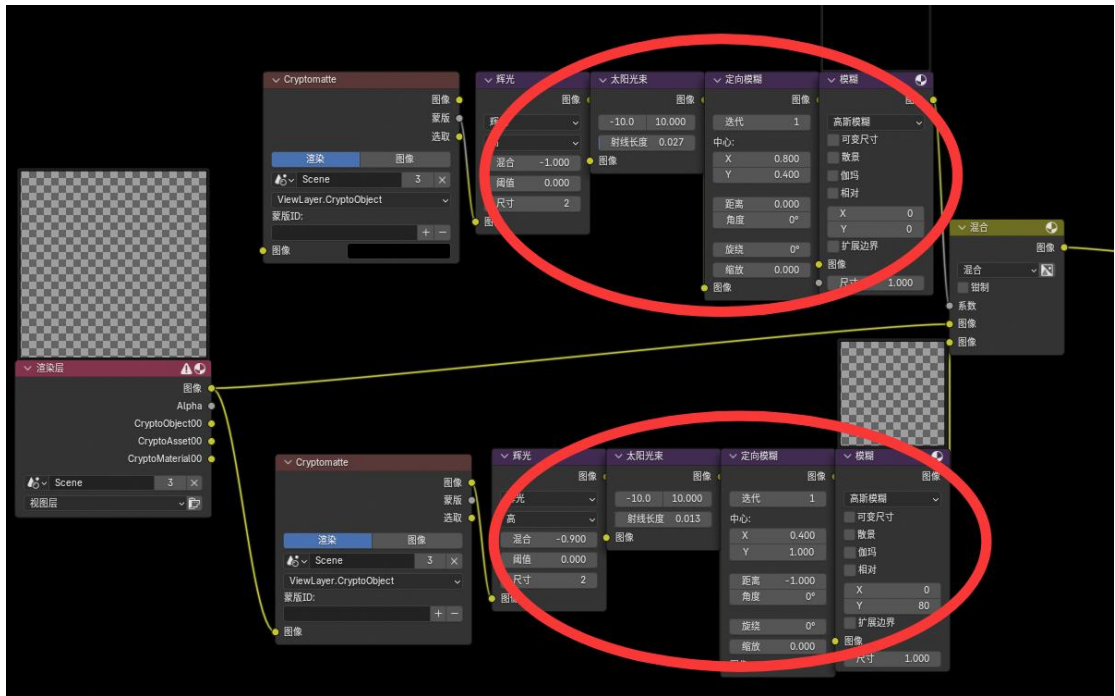 Cryptomatte
图像
蒙版
选取
渲染 图像
Scene 3
ViewLayer.CryptoObject
蒙版ID:
图像
辉光
图像
辉光
高
混合 -1.000
阈值 0.000
尺寸 2
太阳光束
图像
-10.0 10.000
射线长度 0.027
图像
定向模糊
图像
迭代 1
中心:
X 0.800
Y 0.400
距离 0.000
角度 0°
旋绕 0°
缩放 0.000
图像
模糊
高斯模糊
可变尺寸
散景
伽玛
相对
X 0
Y 0
扩展边界
图像
尺寸 1.000
混合
图像
混合
钳制
系数
图像
图像
渲染层
图像
Alpha
CryptoObject00
CryptoAsset00
CryptoMaterial00
Scene 3
视图层
Cryptomatte
图像
蒙版
选取
渲染 图像
Scene 3
ViewLayer.CryptoObject
蒙版ID:
图像
辉光
图像
辉光
高
混合 -0.900
阈值 0.000
尺寸 2
图像
太阳光束
图像
-10.0 10.000
射线长度 0.013
图像
定向模糊
图像
迭代 1
中心:
X 0.400
Y 1.000
距离 -1.000
角度 0°
旋绕 0°
缩放 0.000
模糊
图像
高斯模糊
可变尺寸
散景
伽玛
相对
X 0
Y 80
扩展边界
图像
尺寸 1.000